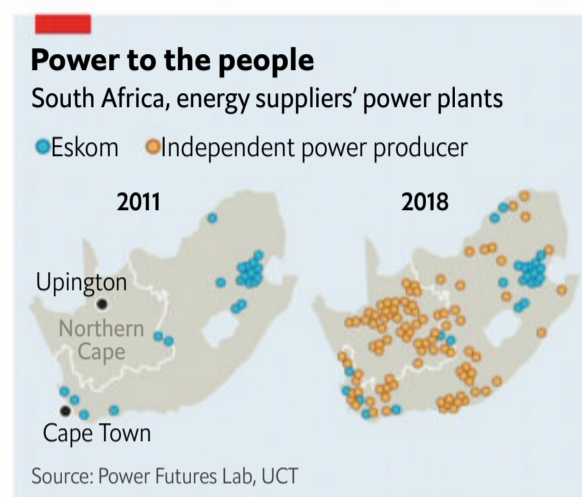 Power to the people
South Africa, energy suppliers’ power plants
Eskom Independent power producer
2011 2018
Upington
Northern
Cape
Cape Town
Source: Power Futures Lab, UCT